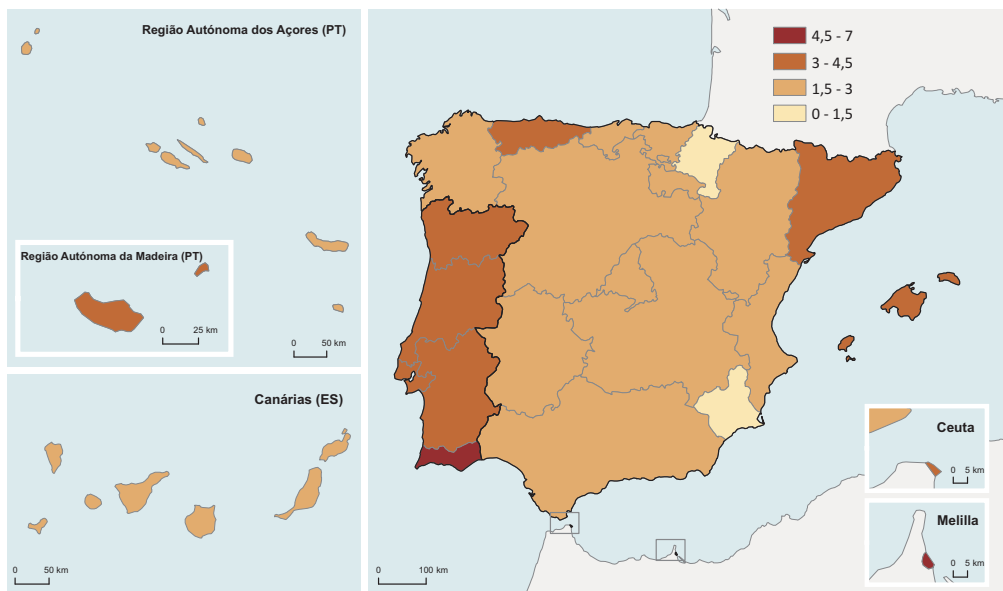 Região Autónoma dos Açores (PT)
Região Autónoma da Madeira (PT)
0 25 km
0 50 km
Canárias (ES)
0 50 km
4,5 - 7
3 - 4,5
1,5 - 3
0 - 1,5
0 100 km
Ceuta
0 5 km
Melilla
0 5 km